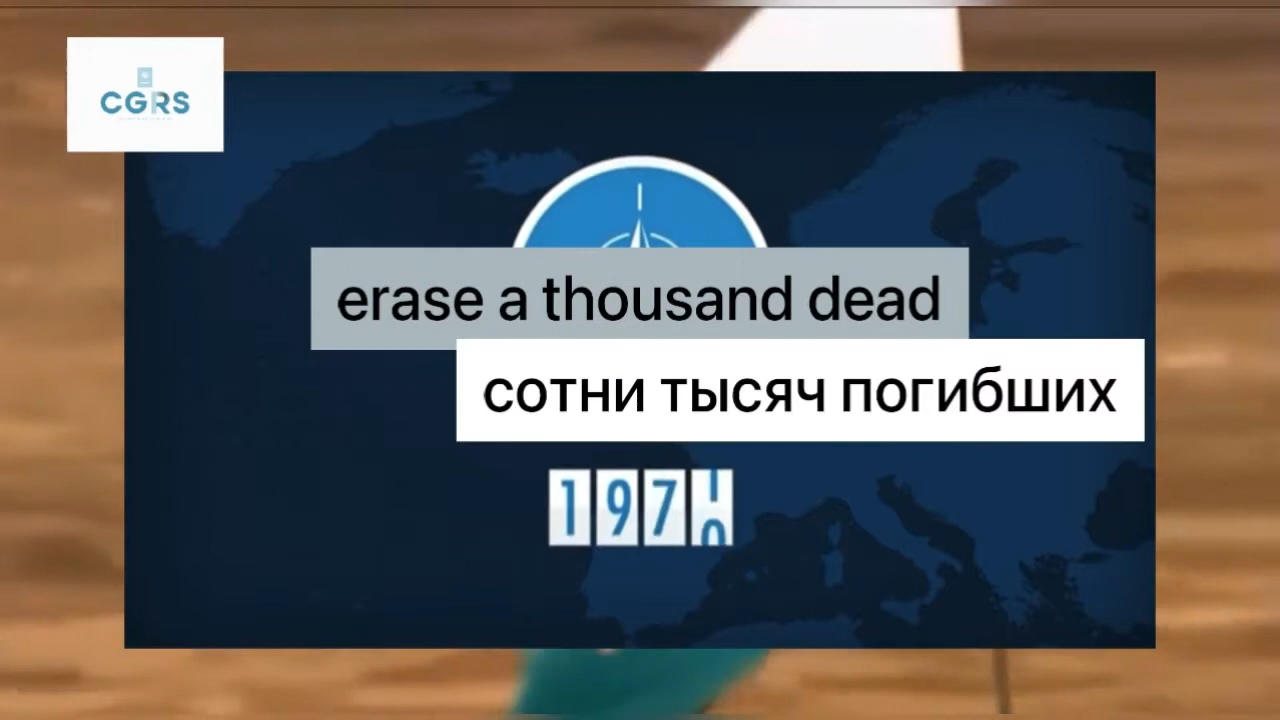 CGRS
erase a thousand dead
сотни тысяч погибших
197